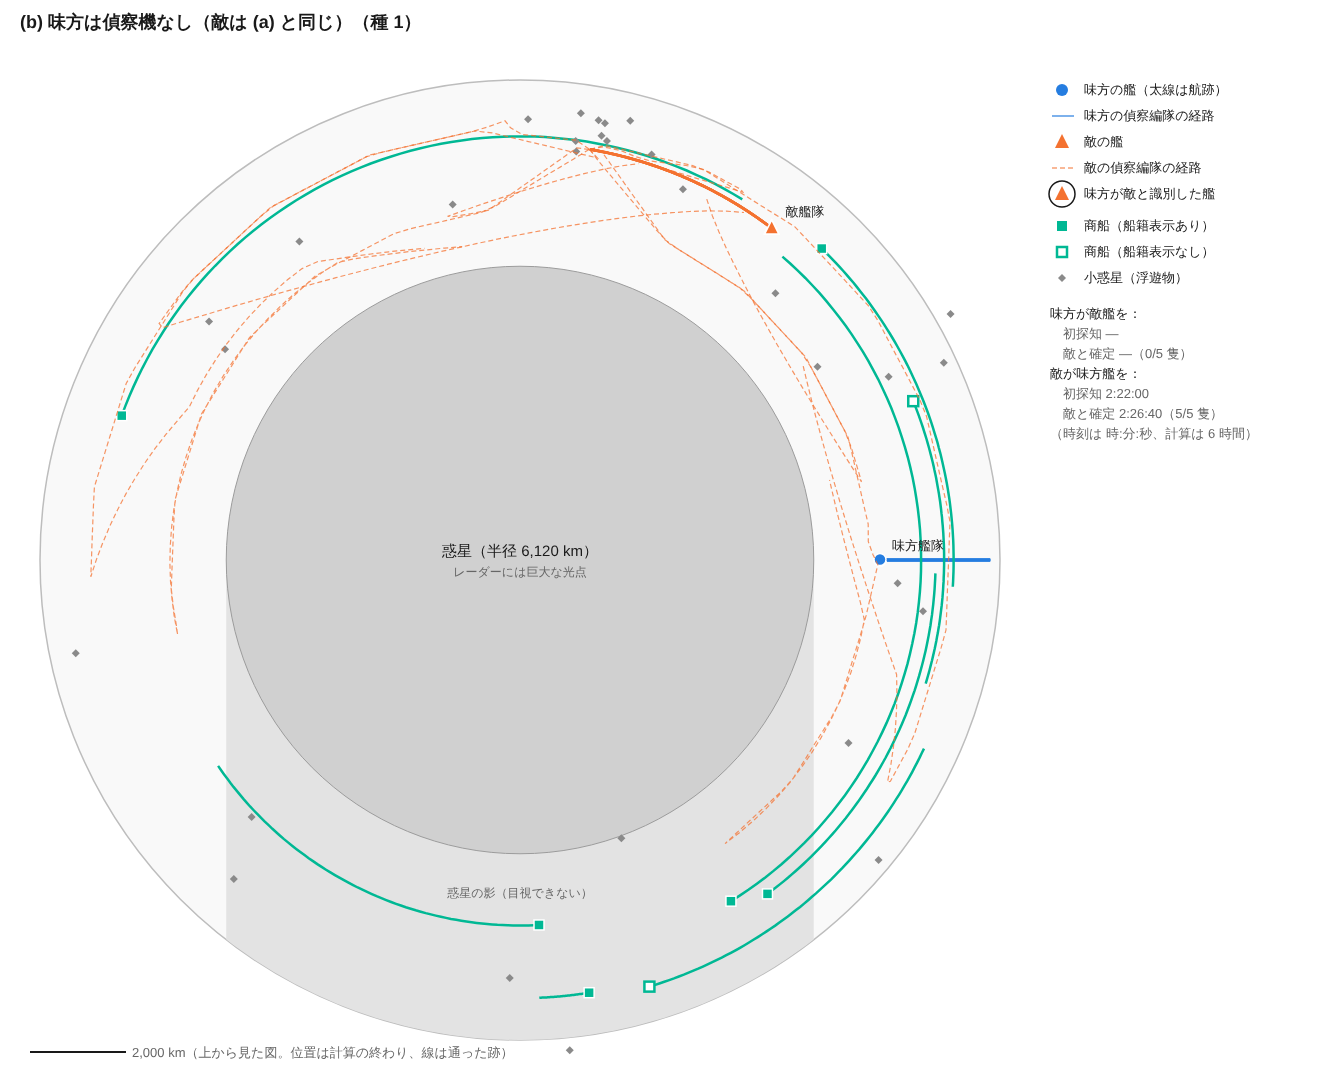 (b) 味方は偵察機なし（敵は (a) と同じ）（種 1）
味方の艦（太線は航跡）
味方の偵察編隊の経路
敵の艦
敵の偵察編隊の経路
味方が敵と識別した艦
商船（船籍表示あり）
商船（船籍表示なし）
小惑星（浮遊物）
味方が敵艦を：
初探知 —
敵と確定 —（0/5 隻）
敵が味方艦を：
初探知 2:22:00
敵と確定 2:26:40（5/5 隻）
（時刻は 時:分:秒、計算は 6 時間）
敵艦隊
味方艦隊
惑星（半径 6,120 km）
レーダーには巨大な光点
惑星の影（目視できない）
2,000 km（上から見た図。位置は計算の終わり、線は通った跡）